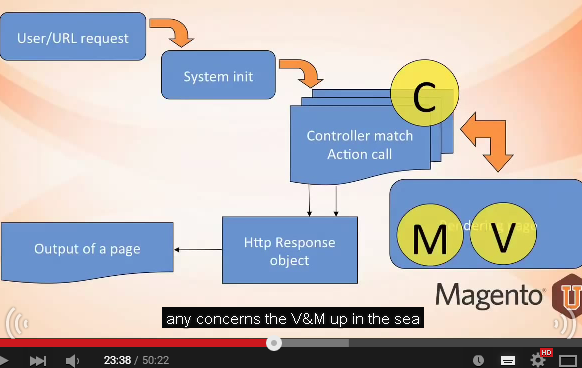 User/URL request
System init
C
Controller match
Action call
M
V
Http Response
object
Output of a page
Magento
U
any concerns the V&M up in the sea
23:38 / 50:22
HD